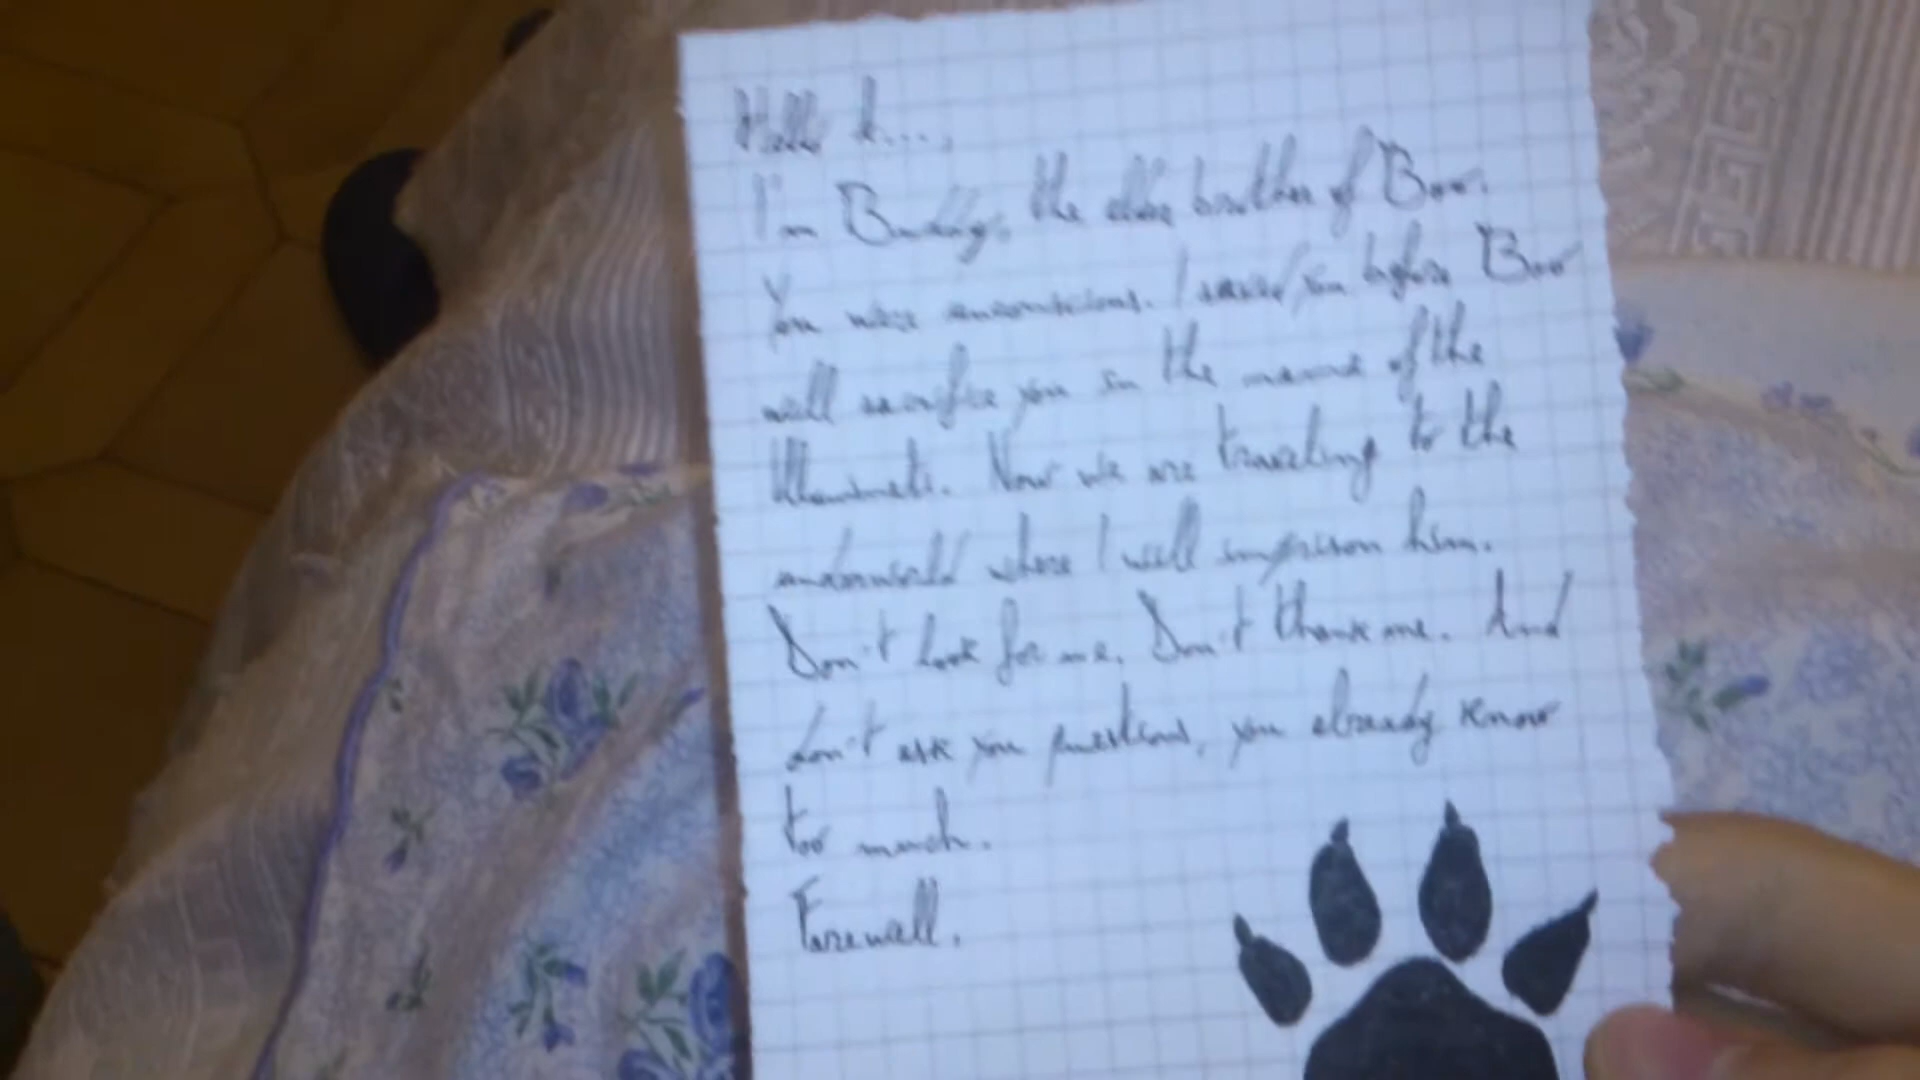 Hello A....,
I'm Buddy, the older brother of Boo.
You were unconscious. I saved you before Boo
will sacrifice you in the name of the
Illuminati. Now we are traveling to the
underworld where I will imprison him.
Don't look for me. Don't thank me. And
don't ask you questions, you already know
too much.
Farewell.